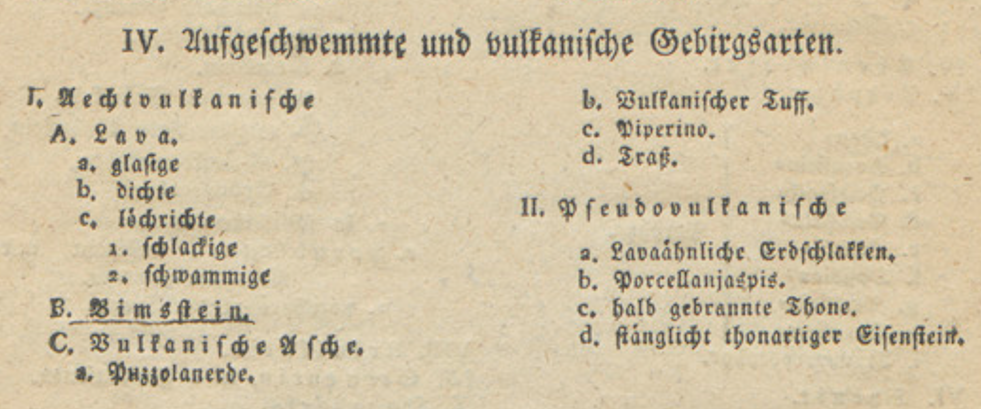 IV. Aufgeschwemmte und vulkanische Gebirgsarten.
I. Aechtvulkanische
A. Lava.
a. glasige
b. dichte
c. löchrichte
1. schlackige
2. schwammige
B. Bimsstein.
C. Vulkanische Asche.
a. Puzzolanerde.
b. Vulkanischer Tuff.
c. Piperino.
d. Traß.
II. Pseudovulkanische
a. Lavaähnliche Erdschlakken.
b. Porcellanjaspis.
c. halb gebrannte Thone.
d. stänglicht thonartiger Eisenstein.